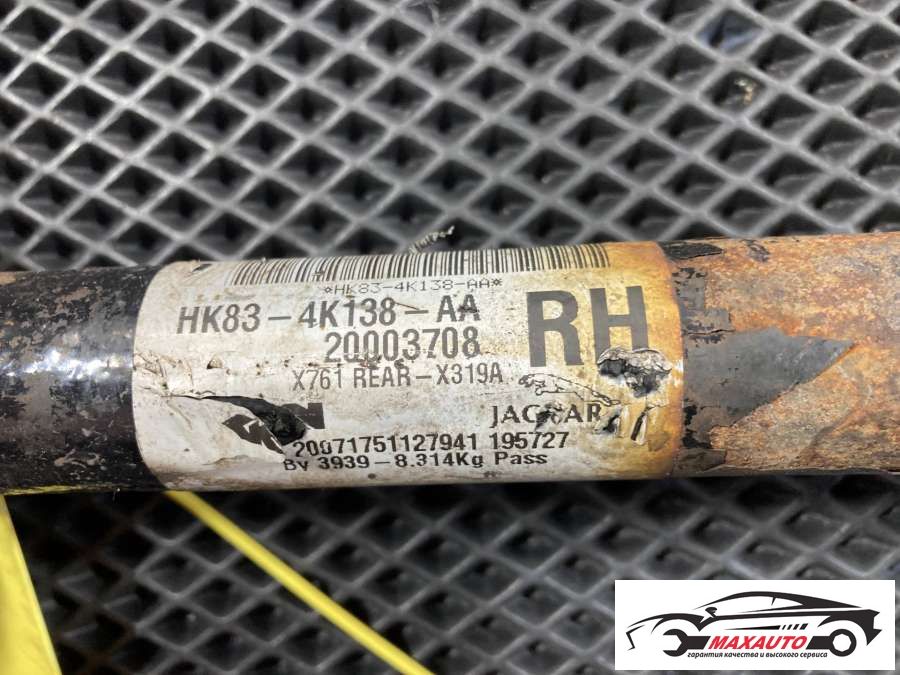 *HK83-4K138-AA*
HK83-4K138-AA RH
20003708
X761 REAR-X319A
JAGUAR
20071751127941 195727
By 3939-8.314Kg Pass
MAXAUTO
гарантия качества и высокого сервиса